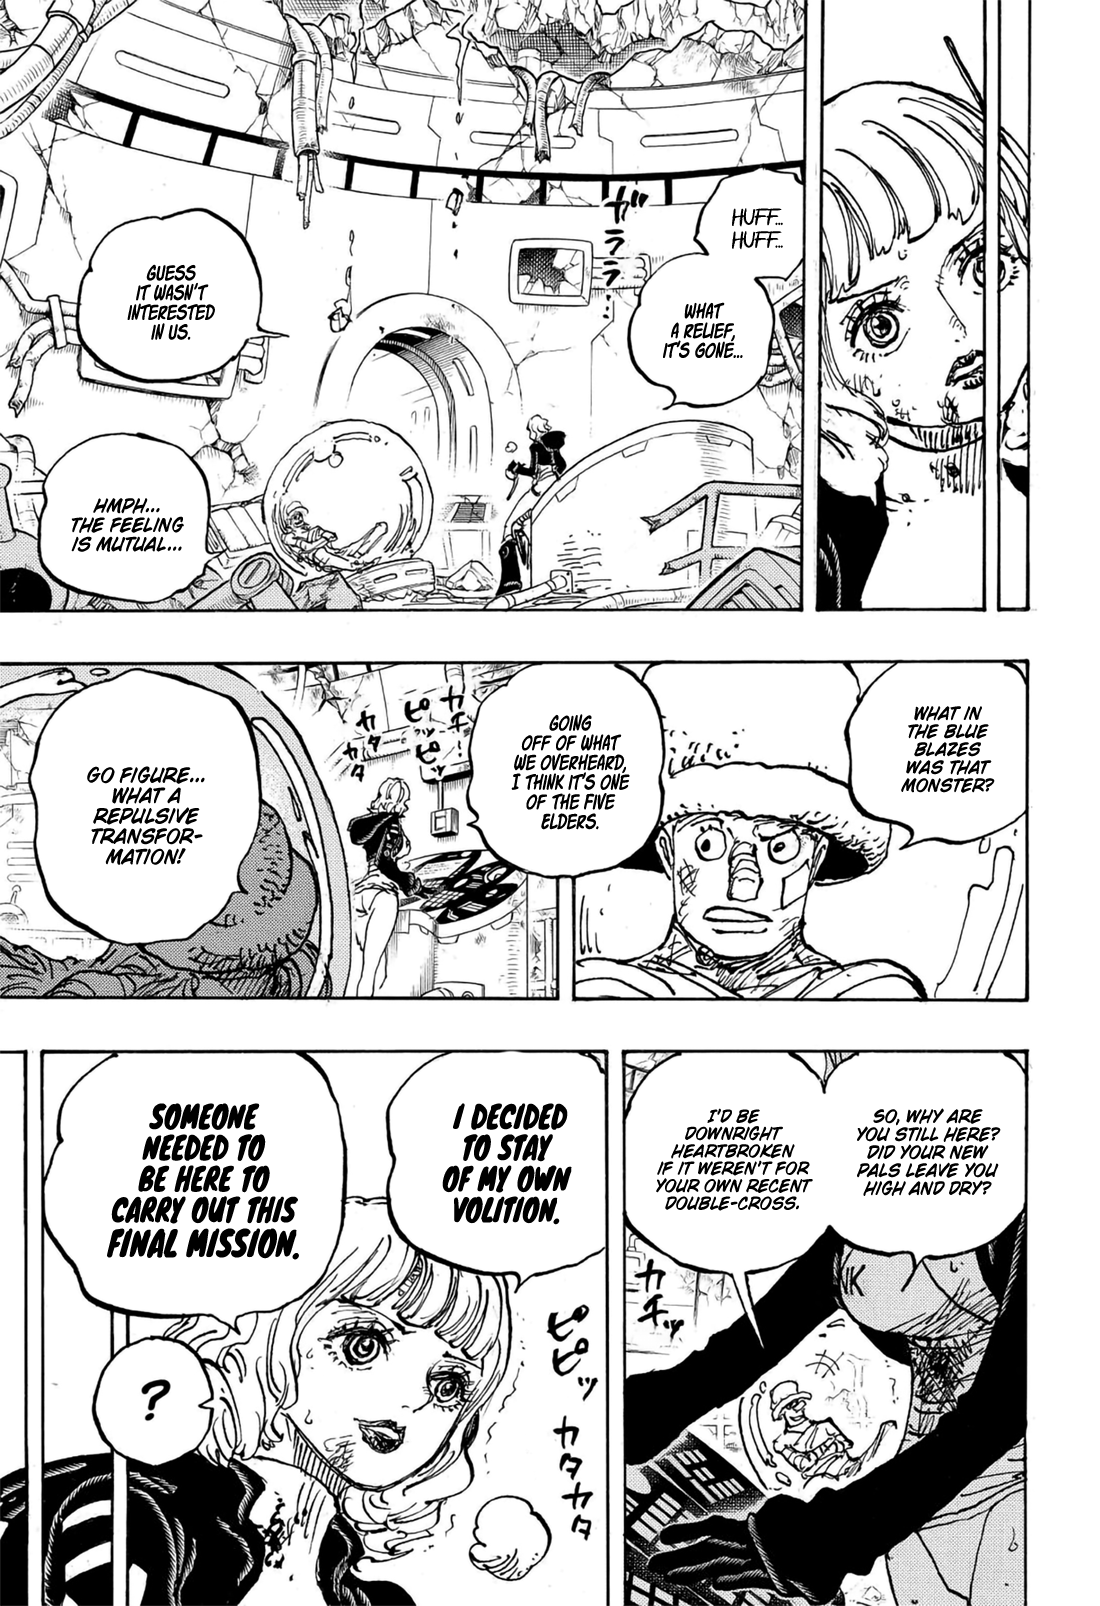 HUFF...
HUFF...
WHAT
A RELIEF,
IT'S GONE...
ガラララ...
GUESS
IT WASN'T
INTERESTED
IN US.
HMPH...
THE FEELING
IS MUTUAL...
WHAT IN
THE BLUE
BLAZES
WAS THAT
MONSTER?
GOING
OFF OF WHAT
WE OVERHEARD,
I THINK IT'S ONE
OF THE FIVE
ELDERS.
カチ...
ピピピッ
カタカタ
GO FIGURE...
WHAT A
REPULSIVE
TRANSFOR-
MATION!
SO, WHY ARE
YOU STILL HERE?
DID YOUR NEW
PALS LEAVE YOU
HIGH AND DRY?
I'D BE
DOWNRIGHT
HEARTBROKEN
IF IT WEREN'T FOR
YOUR OWN RECENT
DOUBLE-CROSS.
NK
カチッ
I DECIDED
TO STAY
OF MY OWN
VOLITION.
ピピピッ
カタカタ
SOMEONE
NEEDED TO
BE HERE TO
CARRY OUT THIS
FINAL MISSION.
?